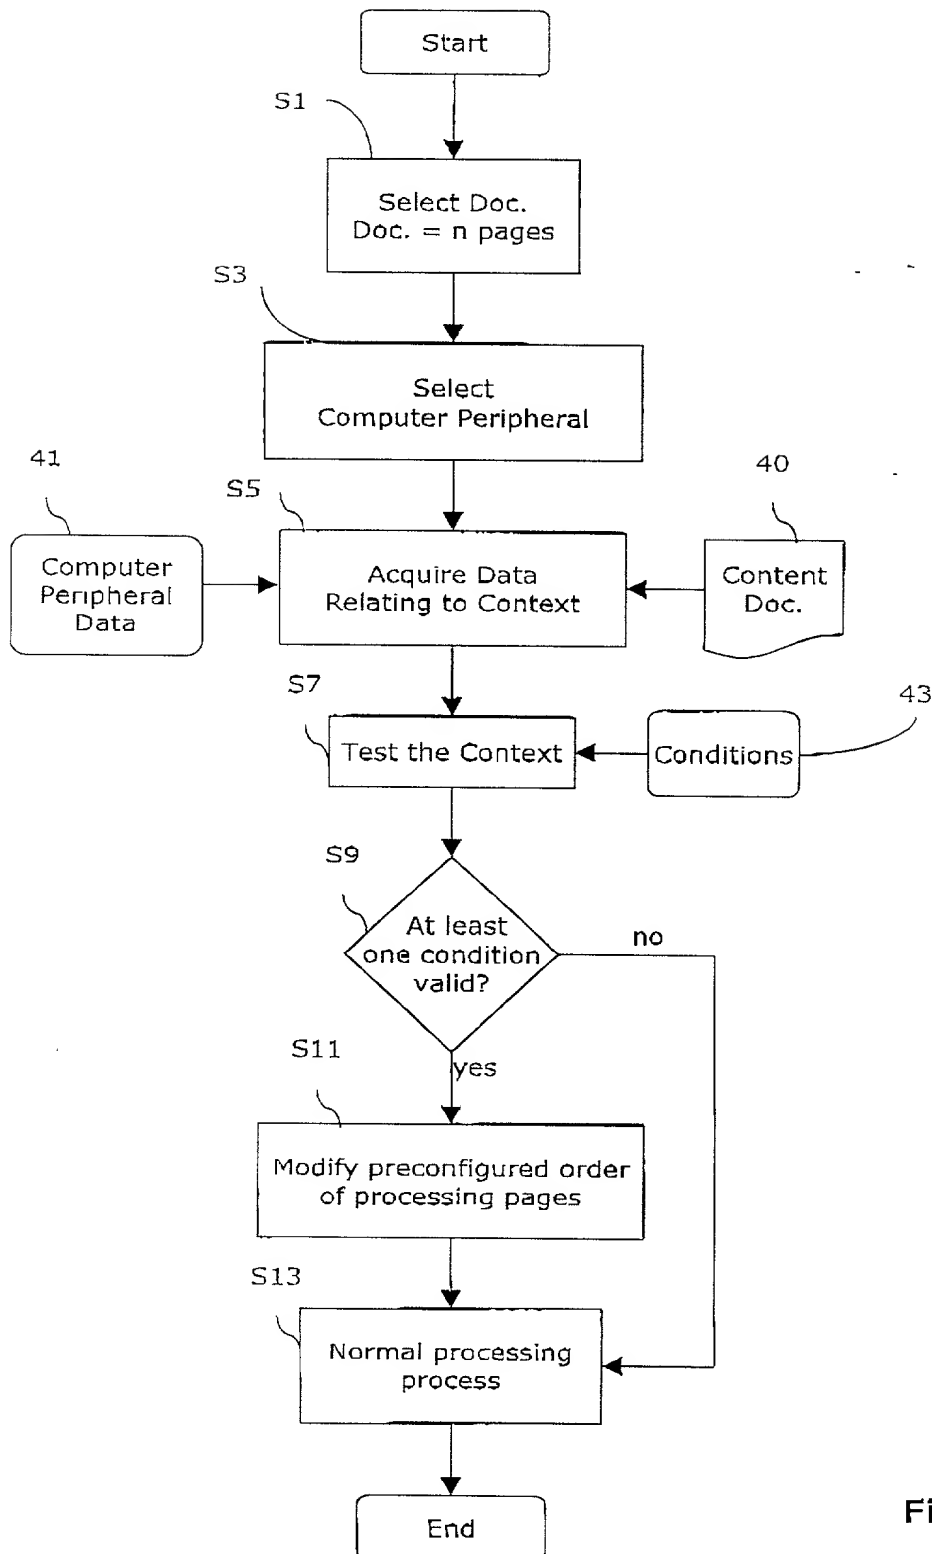 Start
S1
Select Doc.
Doc. = n pages
S3
Select
Computer Peripheral
41
S5
40
Computer
Peripheral
Data
Acquire Data
Relating to Context
Content
Doc.
S7
43
Test the Context
Conditions
S9
At least
one condition
valid?
no
yes
S11
Modify preconfigured order
of processing pages
S13
Normal processing
process
End
Fi